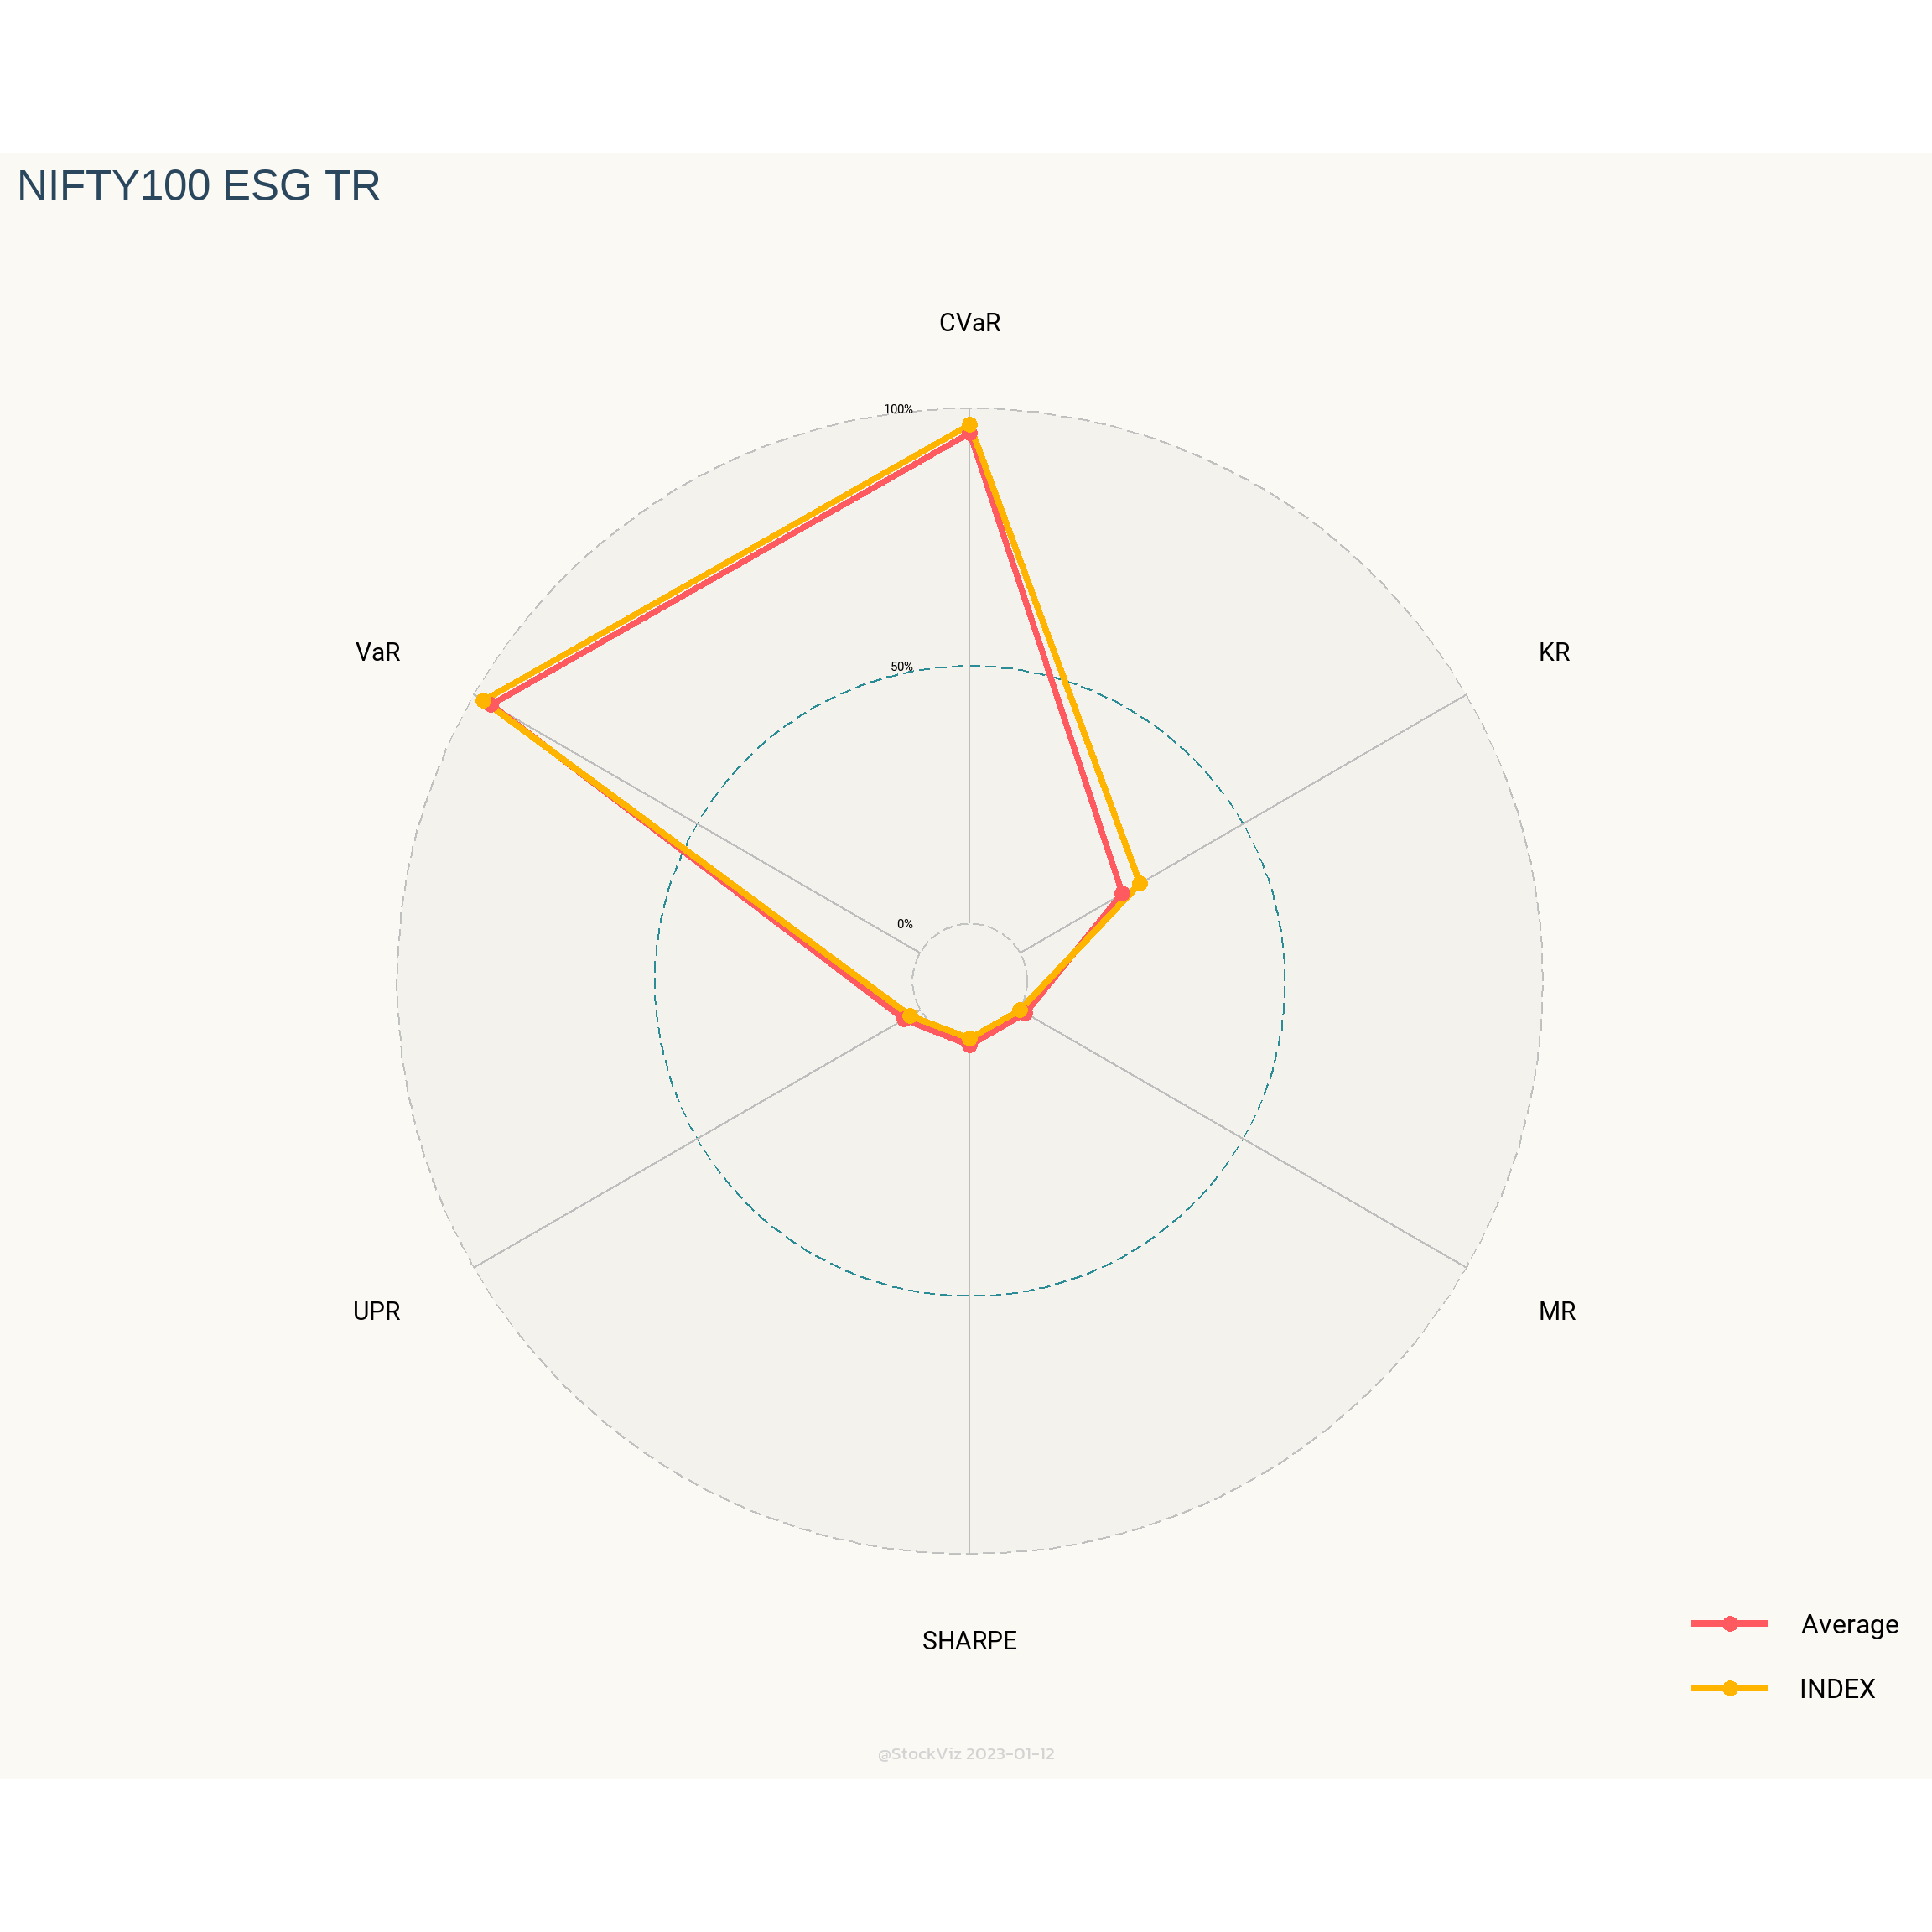 NIFTY100 ESG TR
CVaR
100%
VaR
KR
50%
0%
UPR
MR
SHARPE
Average
INDEX
@StockViz 2023-01-12